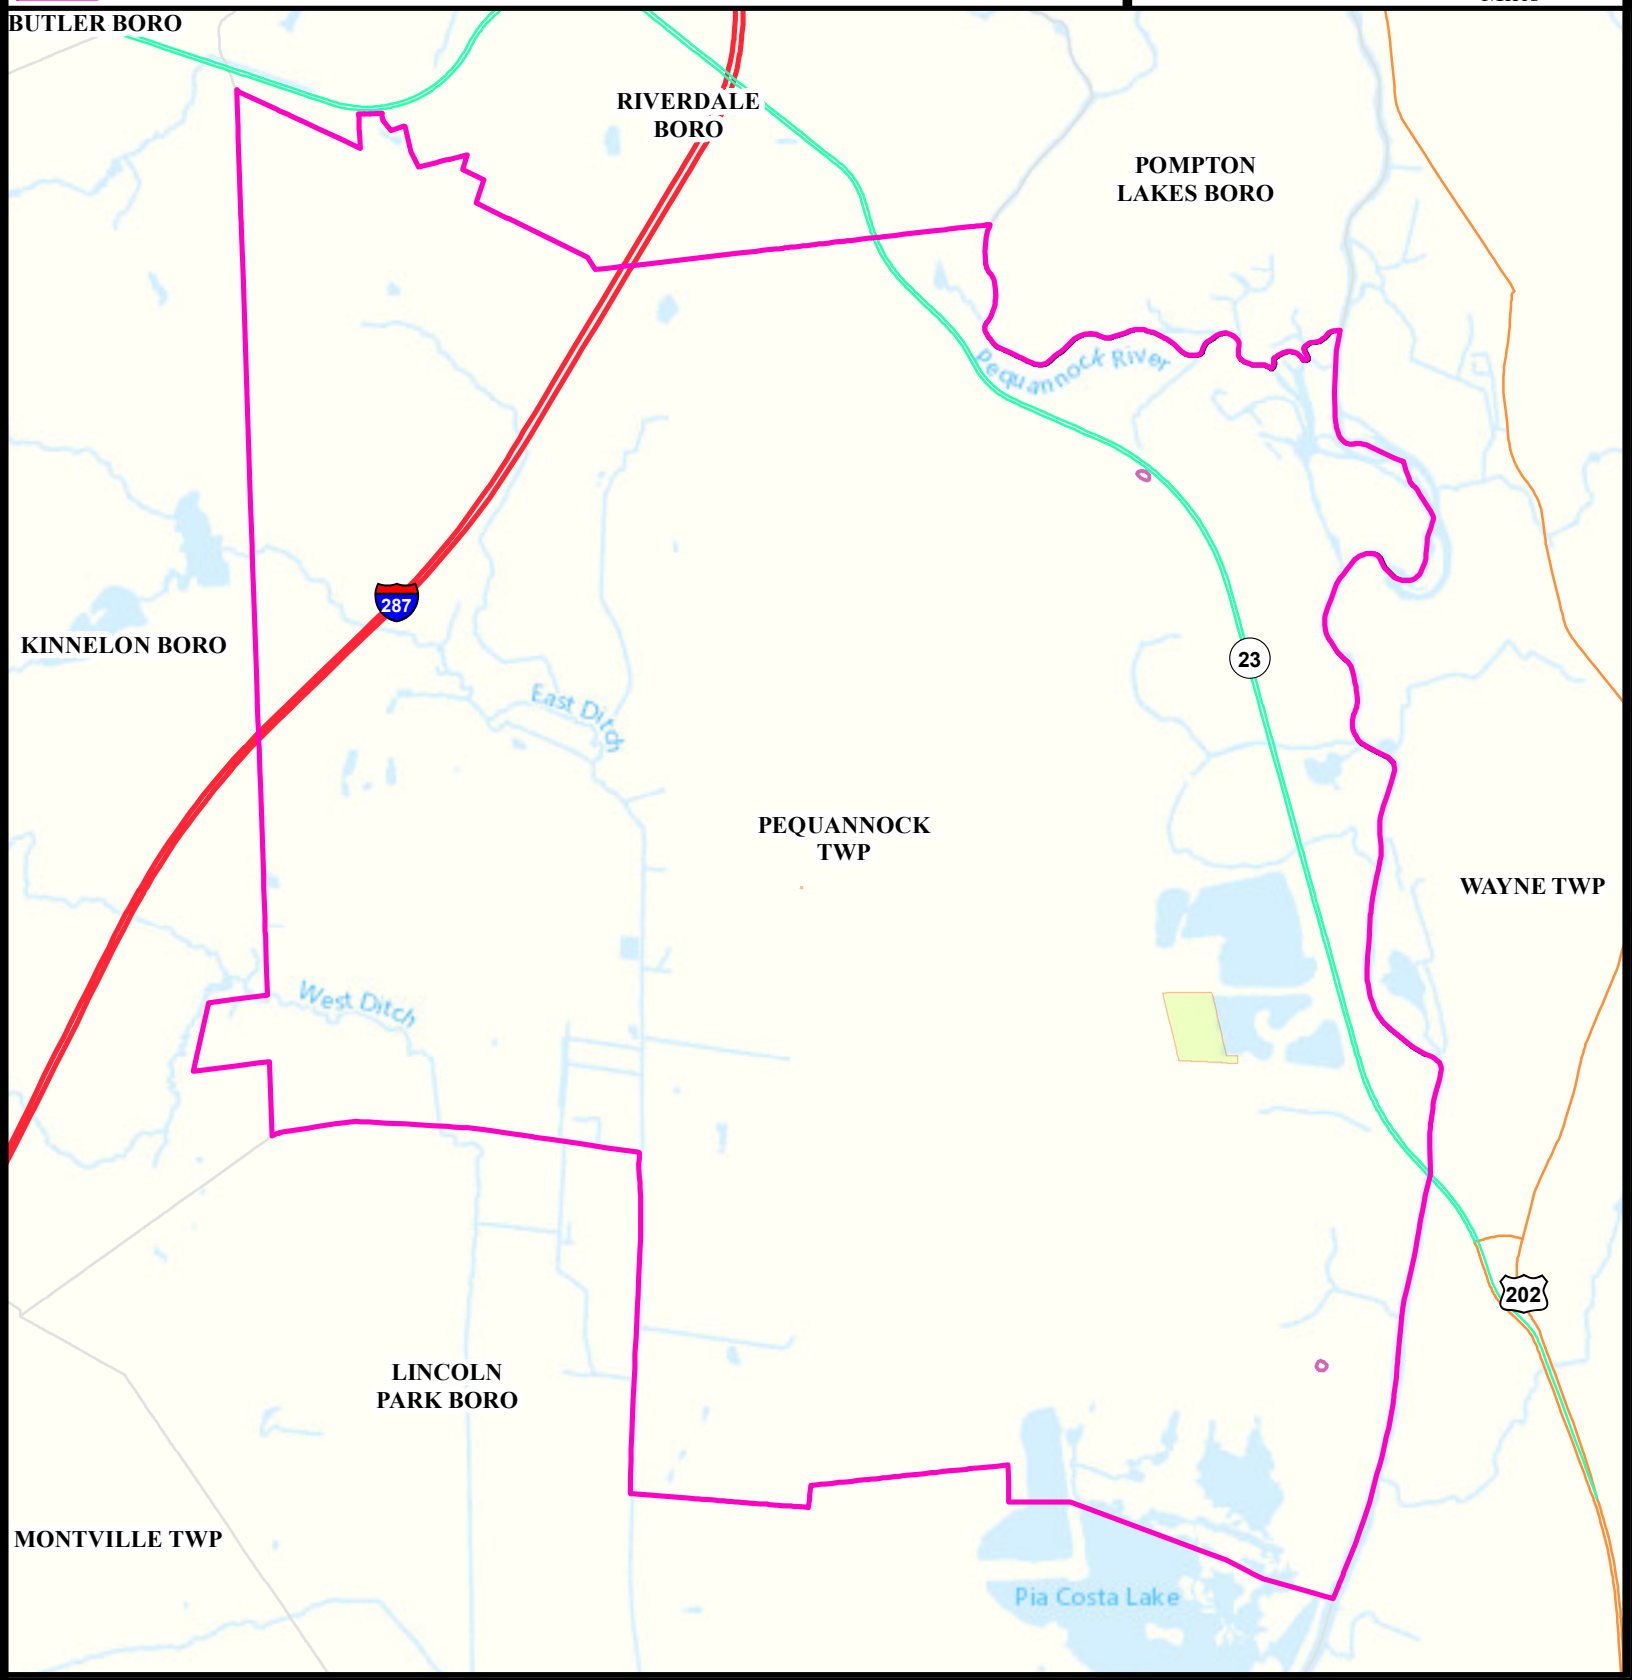 BUTLER BORO
RIVERDALE
BORO
POMPTON
LAKES BORO
Pequannock River
287
KINNELON BORO
23
East Ditch
PEQUANNOCK
TWP
WAYNE TWP
West Ditch
202
LINCOLN
PARK BORO
MONTVILLE TWP
Pia Costa Lake